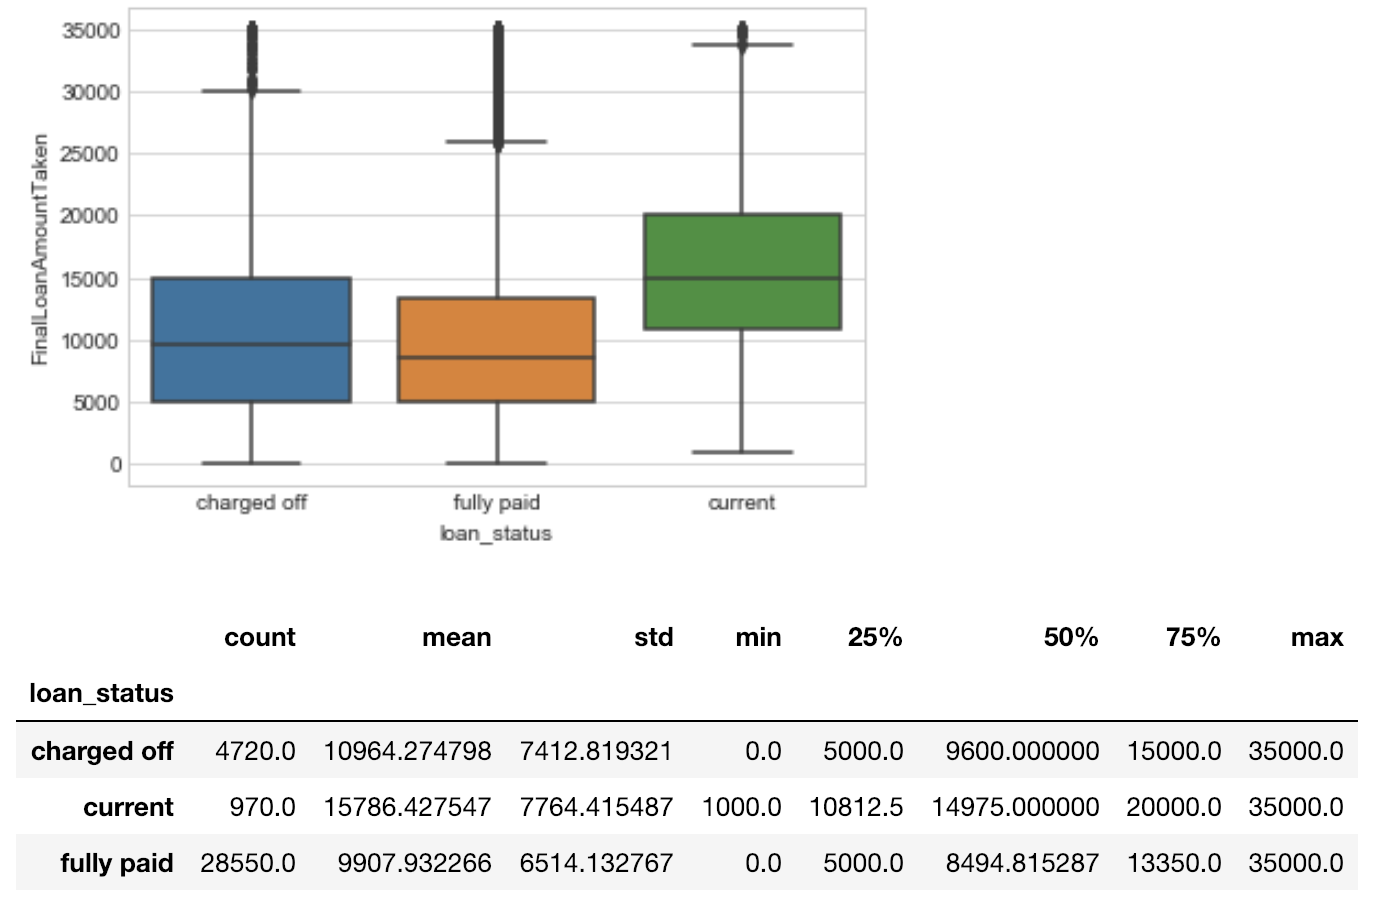 35000
30000
25000
20000
15000
10000
5000
0
FinalLoanAmountTaken
charged off fully paid current
loan_status
count mean std min 25% 50% 75% max
loan_status
charged off 4720.0 10964.274798 7412.819321 0.0 5000.0 9600.000000 15000.0 35000.0
current 970.0 15786.427547 7764.415487 1000.0 10812.5 14975.000000 20000.0 35000.0
fully paid 28550.0 9907.932266 6514.132767 0.0 5000.0 8494.815287 13350.0 35000.0